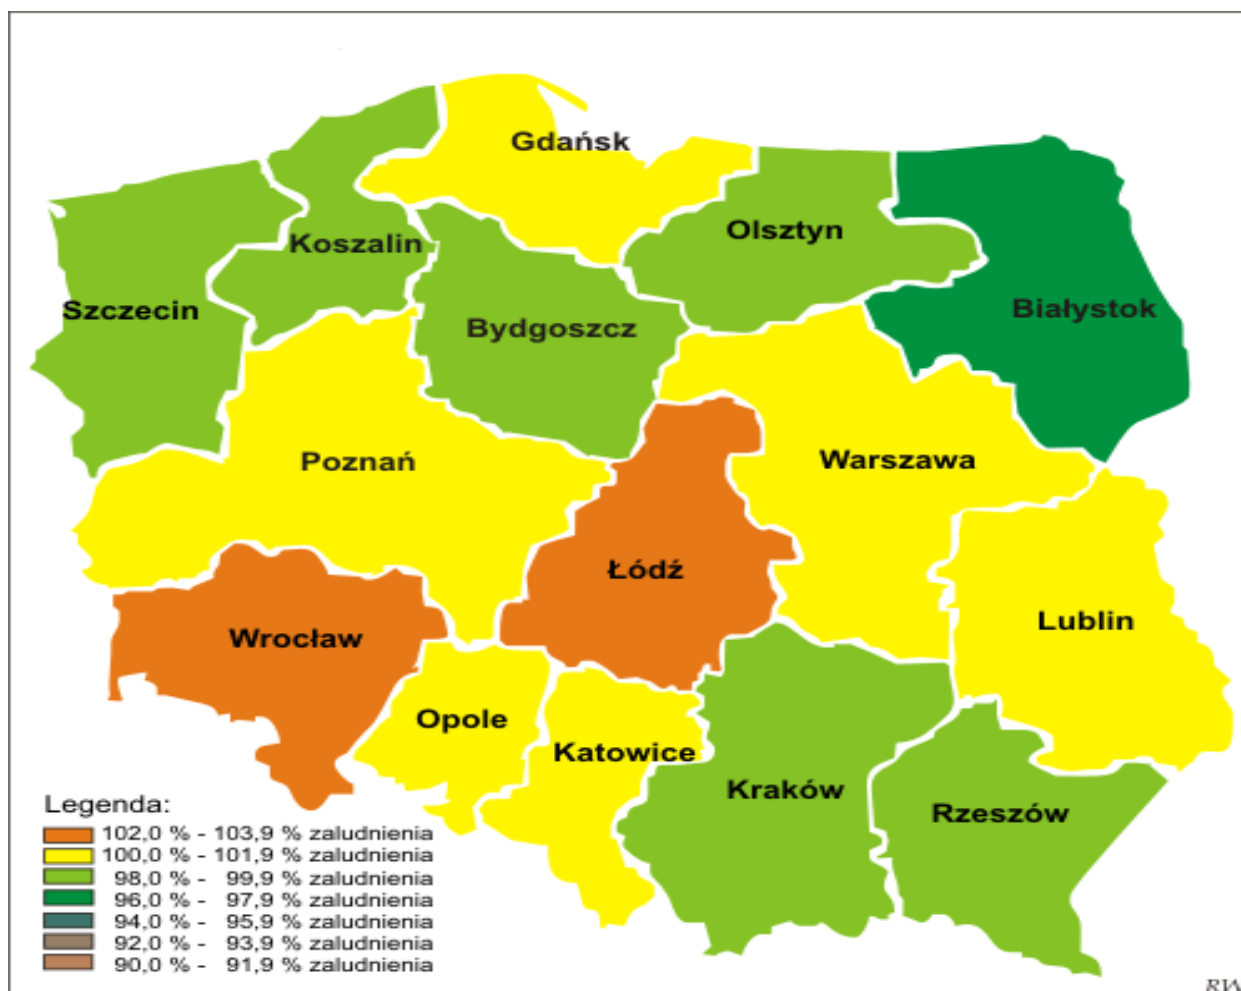 Gdańsk
Olsztyn
Koszalin
Szczecin
Białystok
Bydgoszcz
Poznań
Warszawa
Łódź
Lublin
Wrocław
Opole
Katowice
Kraków
Rzeszów
Legenda:
102,0 % - 103,9 % zaludnienia
100,0 % - 101,9 % zaludnienia
98,0 % - 99,9 % zaludnienia
96,0 % - 97,9 % zaludnienia
94,0 % - 95,9 % zaludnienia
92,0 % - 93,9 % zaludnienia
90,0 % - 91,9 % zaludnienia